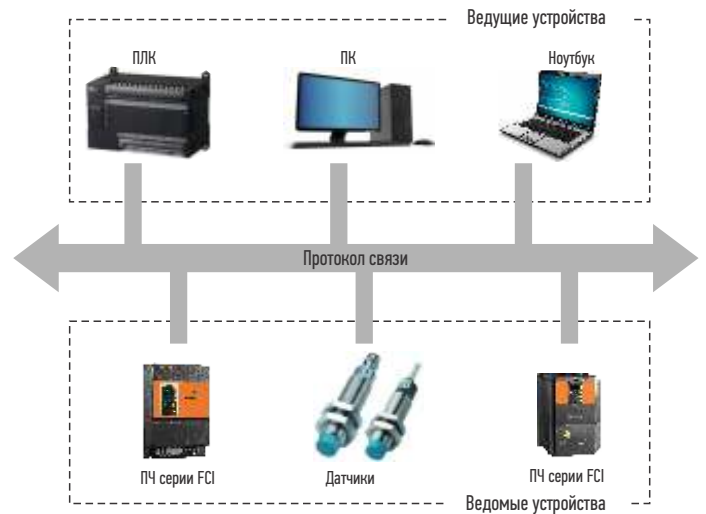 Ведущие устройства
ПЛК
ПК
Ноутбук
Протокол связи
ПЧ серии FCI
Датчики
ПЧ серии FCI
Ведомые устройства